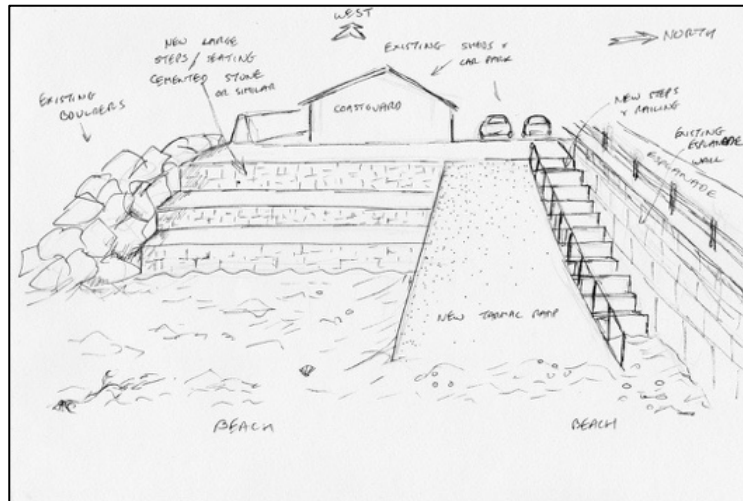 WEST
NORTH
NEW LARGE
STEPS / SEATING
CEMENTED STONE
OR SIMILAR
EXISTING SHEDS &
CAR PARK
EXISTING
BOULDERS
COASTGUARD
NEW STEPS
& RAILING
EXISTING
ESPLANADE
WALL
ESPLANADE
NEW TARMAC RAMP
BEACH
BEACH